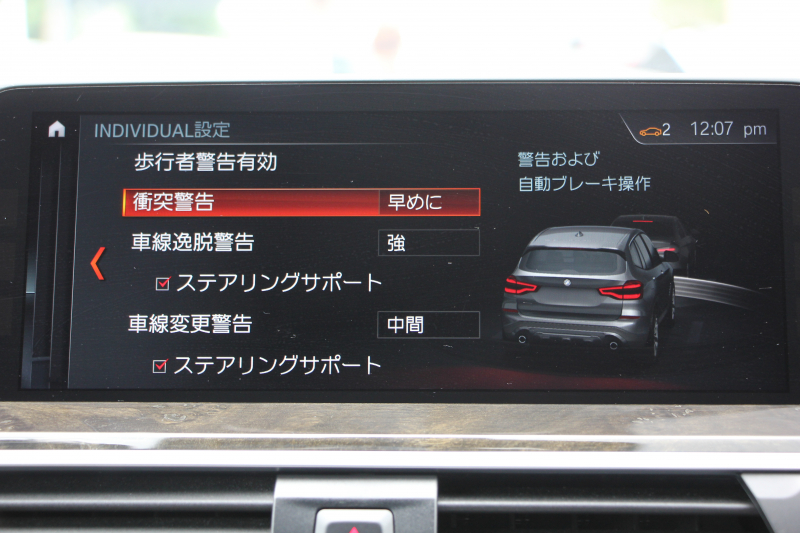 INDIVIDUAL設定
2 12:07 pm
歩行者警告有効
衝突警告 早めに
車線逸脱警告 強
ステアリングサポート
車線変更警告 中間
ステアリングサポート
警告および
自動ブレーキ操作